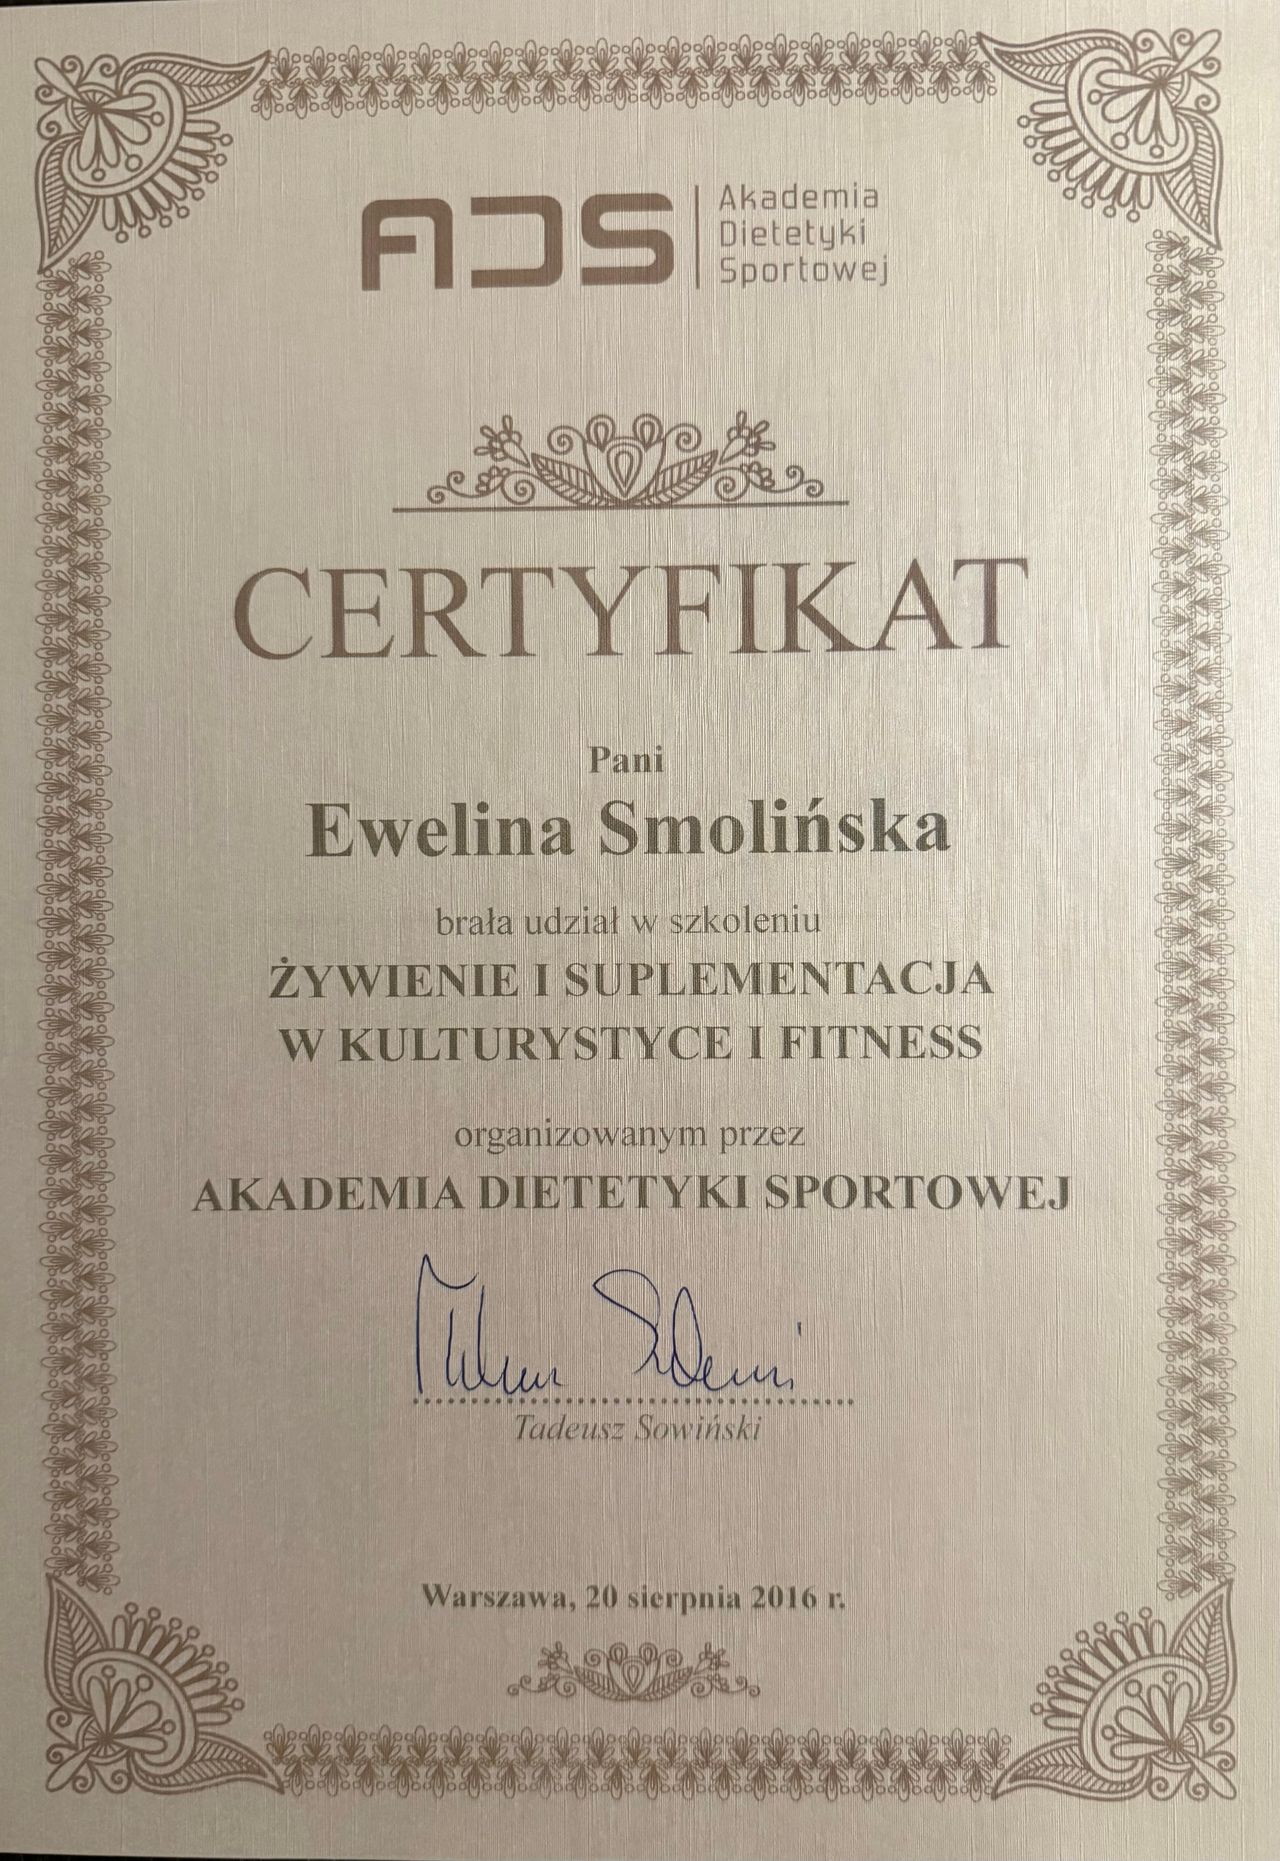 ADS
Akademia
Dietetyki
Sportowej
CERTYFIKAT
Pani
Ewelina Smolińska
brała udział w szkoleniu
ŻYWIENIE I SUPLEMENTACJA
W KULTURYSTYCE I FITNESS
organizowanym przez
AKADEMIA DIETETYKI SPORTOWEJ
Tadeusz Sowiński
Warszawa, 20 sierpnia 2016 r.